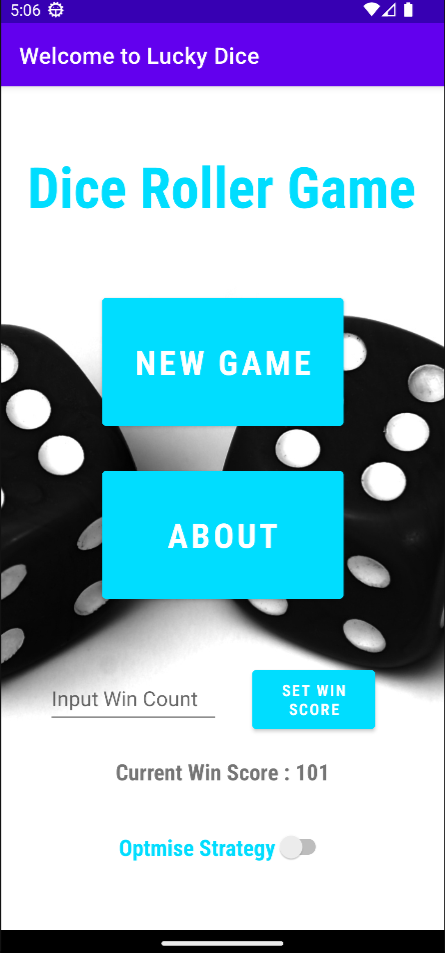 5:06
Welcome to Lucky Dice
Dice Roller Game
NEW GAME
ABOUT
Input Win Count
SET WIN
SCORE
Current Win Score : 101
Optmise Strategy